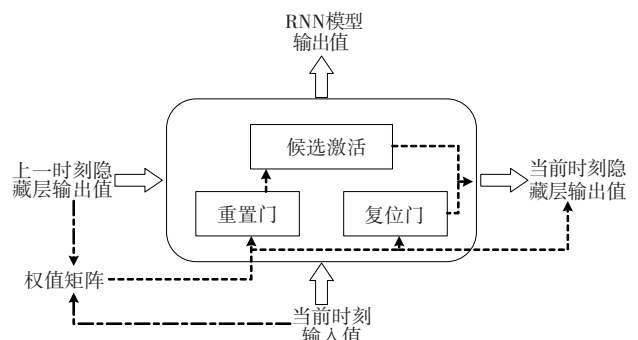 RNN模型
输出值
候选激活
上一时刻隐
藏层输出值
当前时刻隐
藏层输出值
重置门
复位门
权值矩阵
当前时刻
输入值